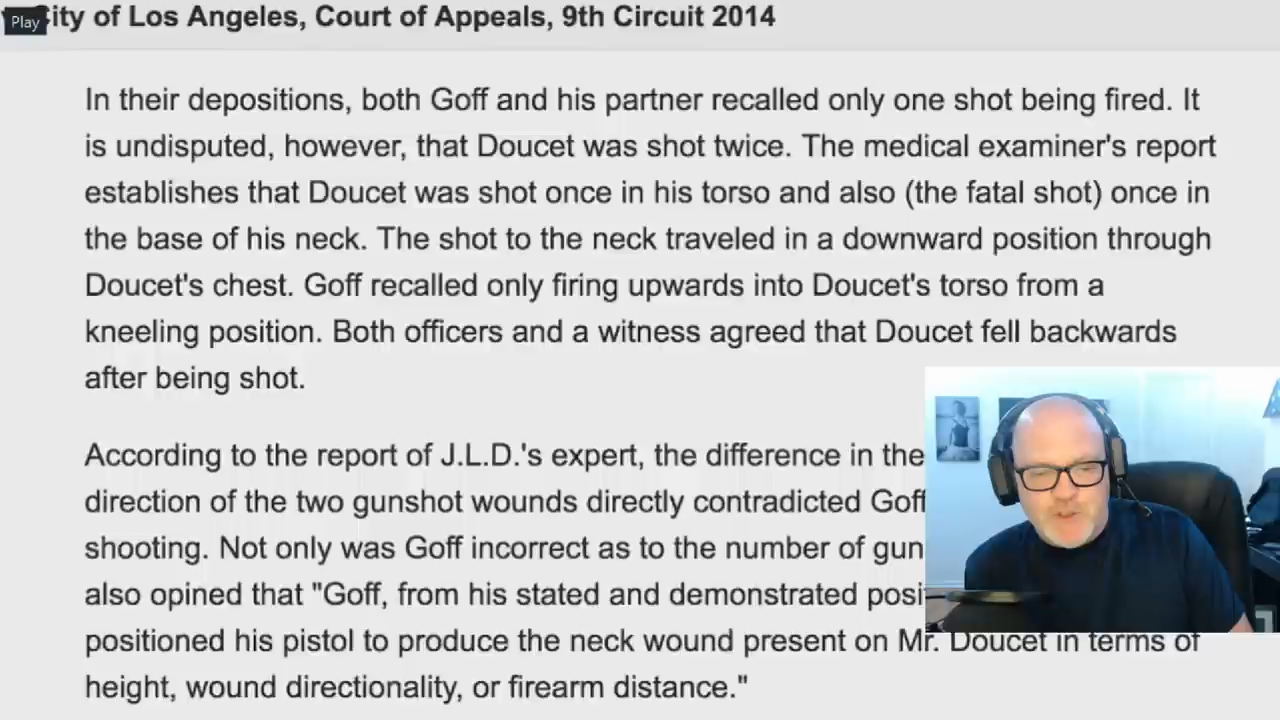 City of Los Angeles, Court of Appeals, 9th Circuit 2014
Play
In their depositions, both Goff and his partner recalled only one shot being fired. It
is undisputed, however, that Doucet was shot twice. The medical examiner's report
establishes that Doucet was shot once in his torso and also (the fatal shot) once in
the base of his neck. The shot to the neck traveled in a downward position through
Doucet's chest. Goff recalled only firing upwards into Doucet's torso from a
kneeling position. Both officers and a witness agreed that Doucet fell backwards
after being shot.
According to the report of J.L.D.'s expert, the difference in the
direction of the two gunshot wounds directly contradicted Goff
shooting. Not only was Goff incorrect as to the number of gun
also opined that "Goff, from his stated and demonstrated
positioned his pistol to produce the neck wound present on Mr. Doucet in terms of
height, wound directionality, or firearm distance."